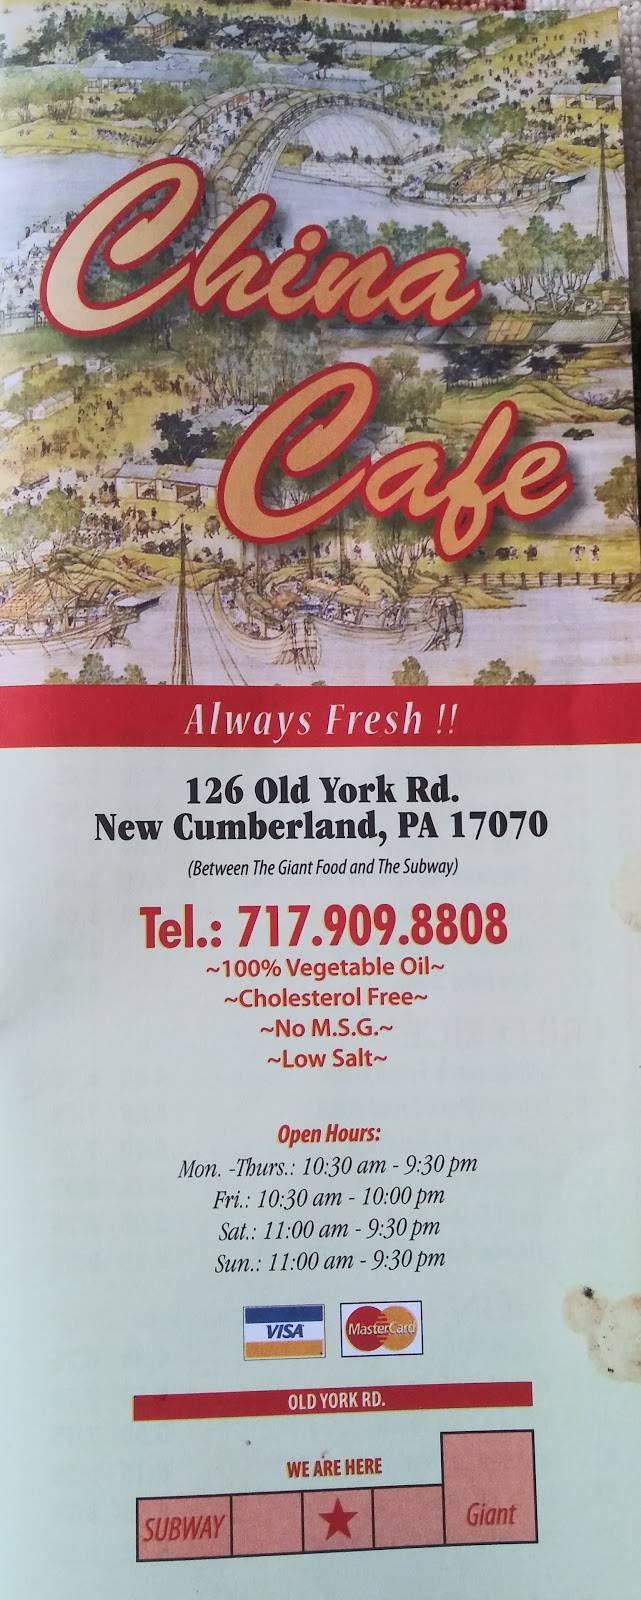 China
Cafe
Always Fresh !!
126 Old York Rd.
New Cumberland, PA 17070
(Between The Giant Food and The Subway)
Tel.: 717.909.8808
~100% Vegetable Oil~
~Cholesterol Free~
~No M.S.G.~
~Low Salt~
Open Hours:
Mon. -Thurs.: 10:30 am - 9:30 pm
Fri.: 10:30 am - 10:00 pm
Sat.: 11:00 am - 9:30 pm
Sun.: 11:00 am - 9:30 pm
VISA MasterCard
OLD YORK RD.
WE ARE HERE
SUBWAY Giant